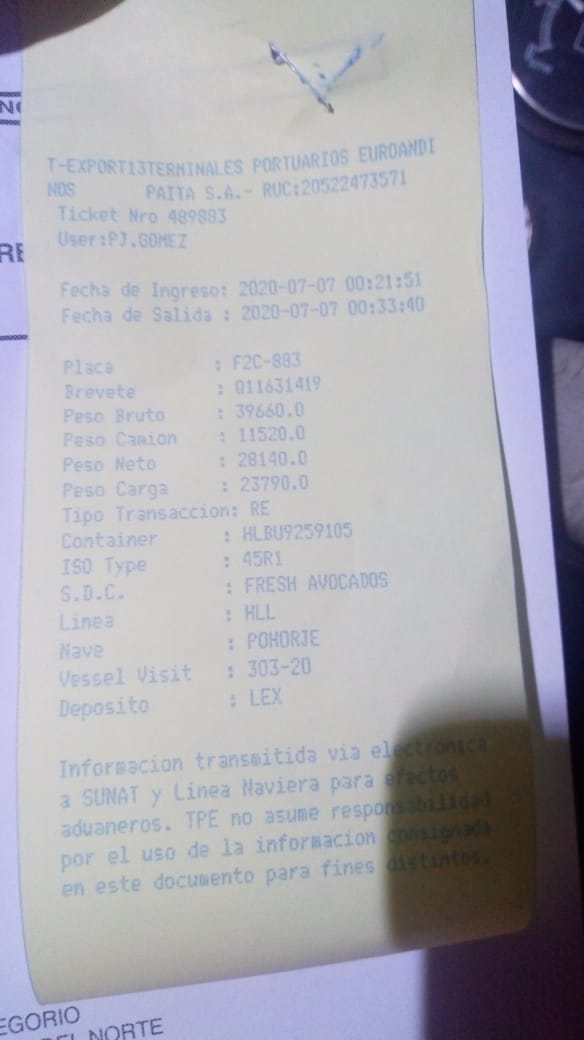 T-EXPORT13TERMINALES PORTUARIOS EUROANDI
NOS PAITA S.A.- RUC:20522473571
Ticket Nro 489883
User:PJ.GOMEZ
Fecha de Ingreso: 2020-07-07 00:21:51
Fecha de Salida : 2020-07-07 00:33:40
Placa : F2C-883
Brevete : Q11631419
Peso Bruto : 39660.0
Peso Camion : 11520.0
Peso Neto : 28140.0
Peso Carga : 23790.0
Tipo Transaccion: RE
Container : HLBU9259105
ISO Type : 45R1
S.D.C. : FRESH AVOCADOS
Linea : HLL
Nave : POHORJE
Vessel Visit : 303-20
Deposito : LEX
Informacion transmitida via electronica
a SUNAT y Linea Naviera para efectos
aduaneros. TPE no asume responsabilidad
por el uso de la informacion consignada
en este documento para fines distintos.
EGORIO
DEL NORTE